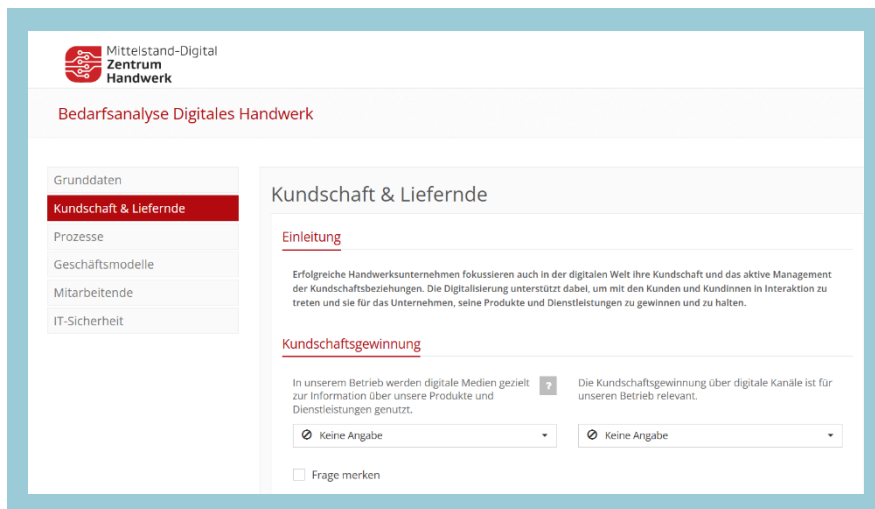 Mittelstand-Digital
Zentrum
Handwerk
Bedarfsanalyse Digitales Handwerk
Grunddaten
Kundschaft & Liefernde
Prozesse
Geschäftsmodelle
Mitarbeitende
IT-Sicherheit
Kundschaft & Liefernde
Einleitung
Erfolgreiche Handwerksunternehmen fokussieren auch in der digitalen Welt ihre Kundschaft und das aktive Management
der Kundschaftsbeziehungen. Die Digitalisierung unterstützt dabei, um mit den Kunden und Kundinnen in Interaktion zu
treten und sie für das Unternehmen, seine Produkte und Dienstleistungen zu gewinnen und zu halten.
Kundschaftsgewinnung
In unserem Betrieb werden digitale Medien gezielt
zur Information über unsere Produkte und
Dienstleistungen genutzt.
?
Keine Angabe
Frage merken
Die Kundschaftsgewinnung über digitale Kanäle ist für
unseren Betrieb relevant.
Keine Angabe